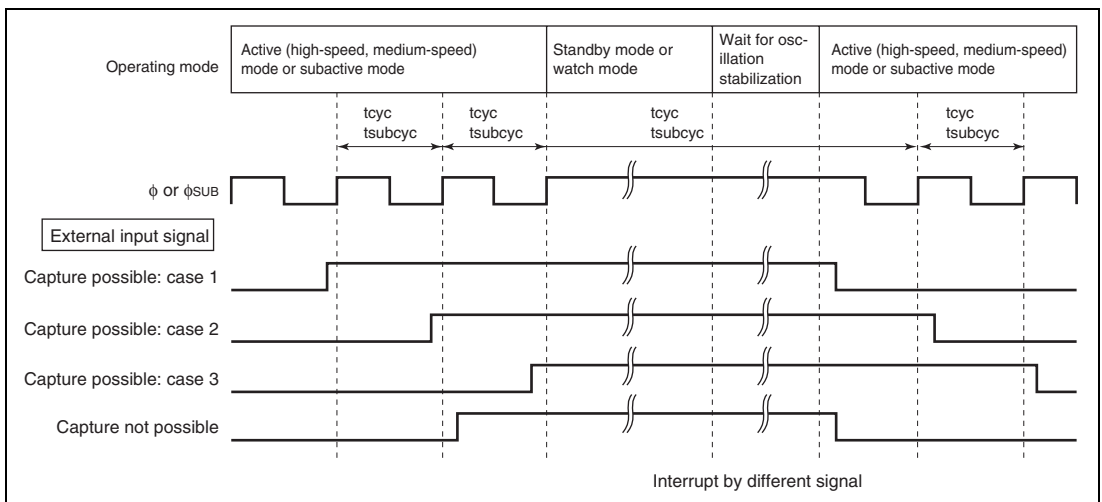 Operating mode
Active (high-speed, medium-speed)
mode or subactive mode
Standby mode or
watch mode
Wait for osc-
illation
stabilization
Active (high-speed, medium-speed)
mode or subactive mode
tcyc
tsubcyc
tcyc
tsubcyc
tcyc
tsubcyc
tcyc
tsubcyc
φ or φSUB
External input signal
Capture possible: case 1
Capture possible: case 2
Capture possible: case 3
Capture not possible
Interrupt by different signal